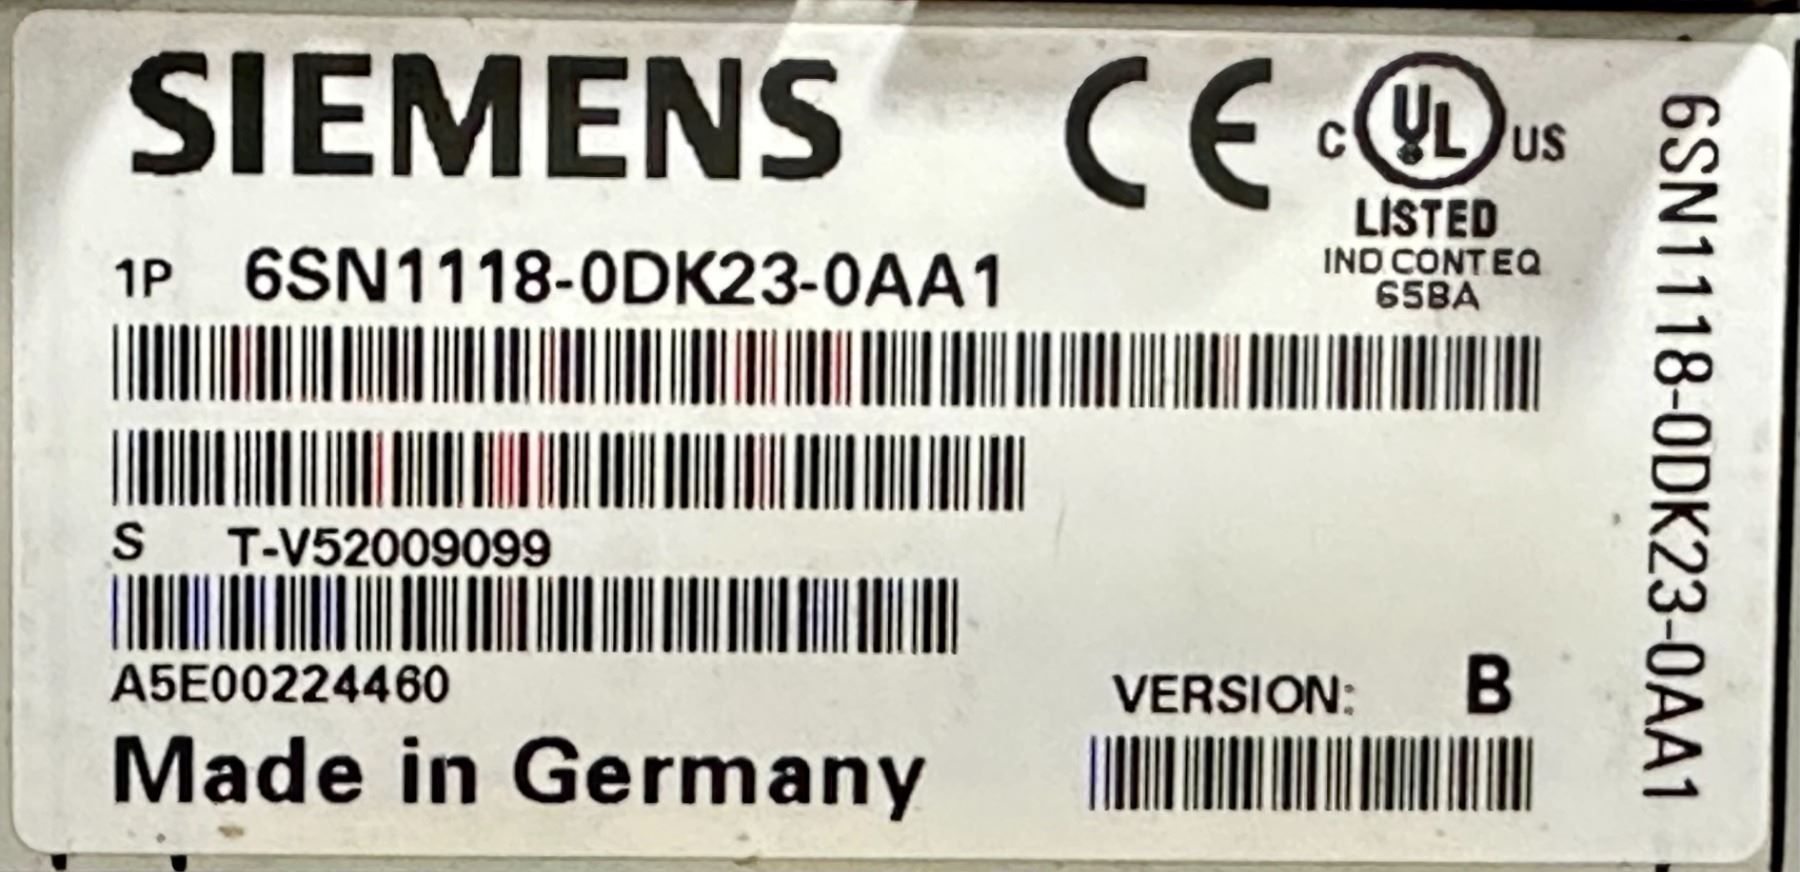 SIEMENS
CE
C UL US
LISTED
IND.CONT.EQ
65BA
1P 6SN1118-0DK23-0AA1
S T-V52009099
A5E00224460
VERSION: B
Made in Germany
6SN1118-0DK23-0AA1